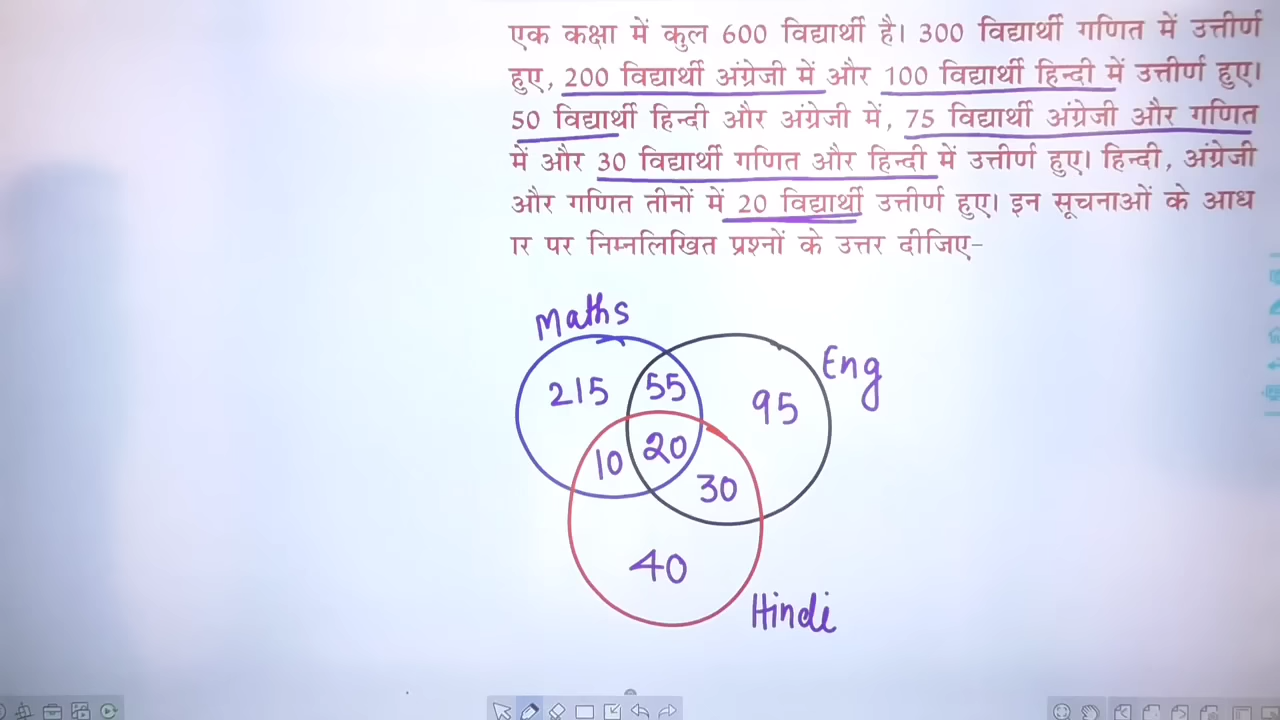 एक कक्षा में कुल 600 विद्यार्थी है। 300 विद्यार्थी गणित में उत्तीर्ण
हुए, 200 विद्यार्थी अंग्रेजी में और 100 विद्यार्थी हिन्दी में उत्तीर्ण हुए।
50 विद्यार्थी हिन्दी और अंग्रेजी में, 75 विद्यार्थी अंग्रेजी और गणित
में और 30 विद्यार्थी गणित और हिन्दी में उत्तीर्ण हुए। हिन्दी, अंग्रेजी
और गणित तीनों में 20 विद्यार्थी उत्तीर्ण हुए। इन सूचनाओं के आध
ार पर निम्नलिखित प्रश्नों के उत्तर दीजिए-
Maths
Eng
215 55 95
10 20 30
40
Hindi